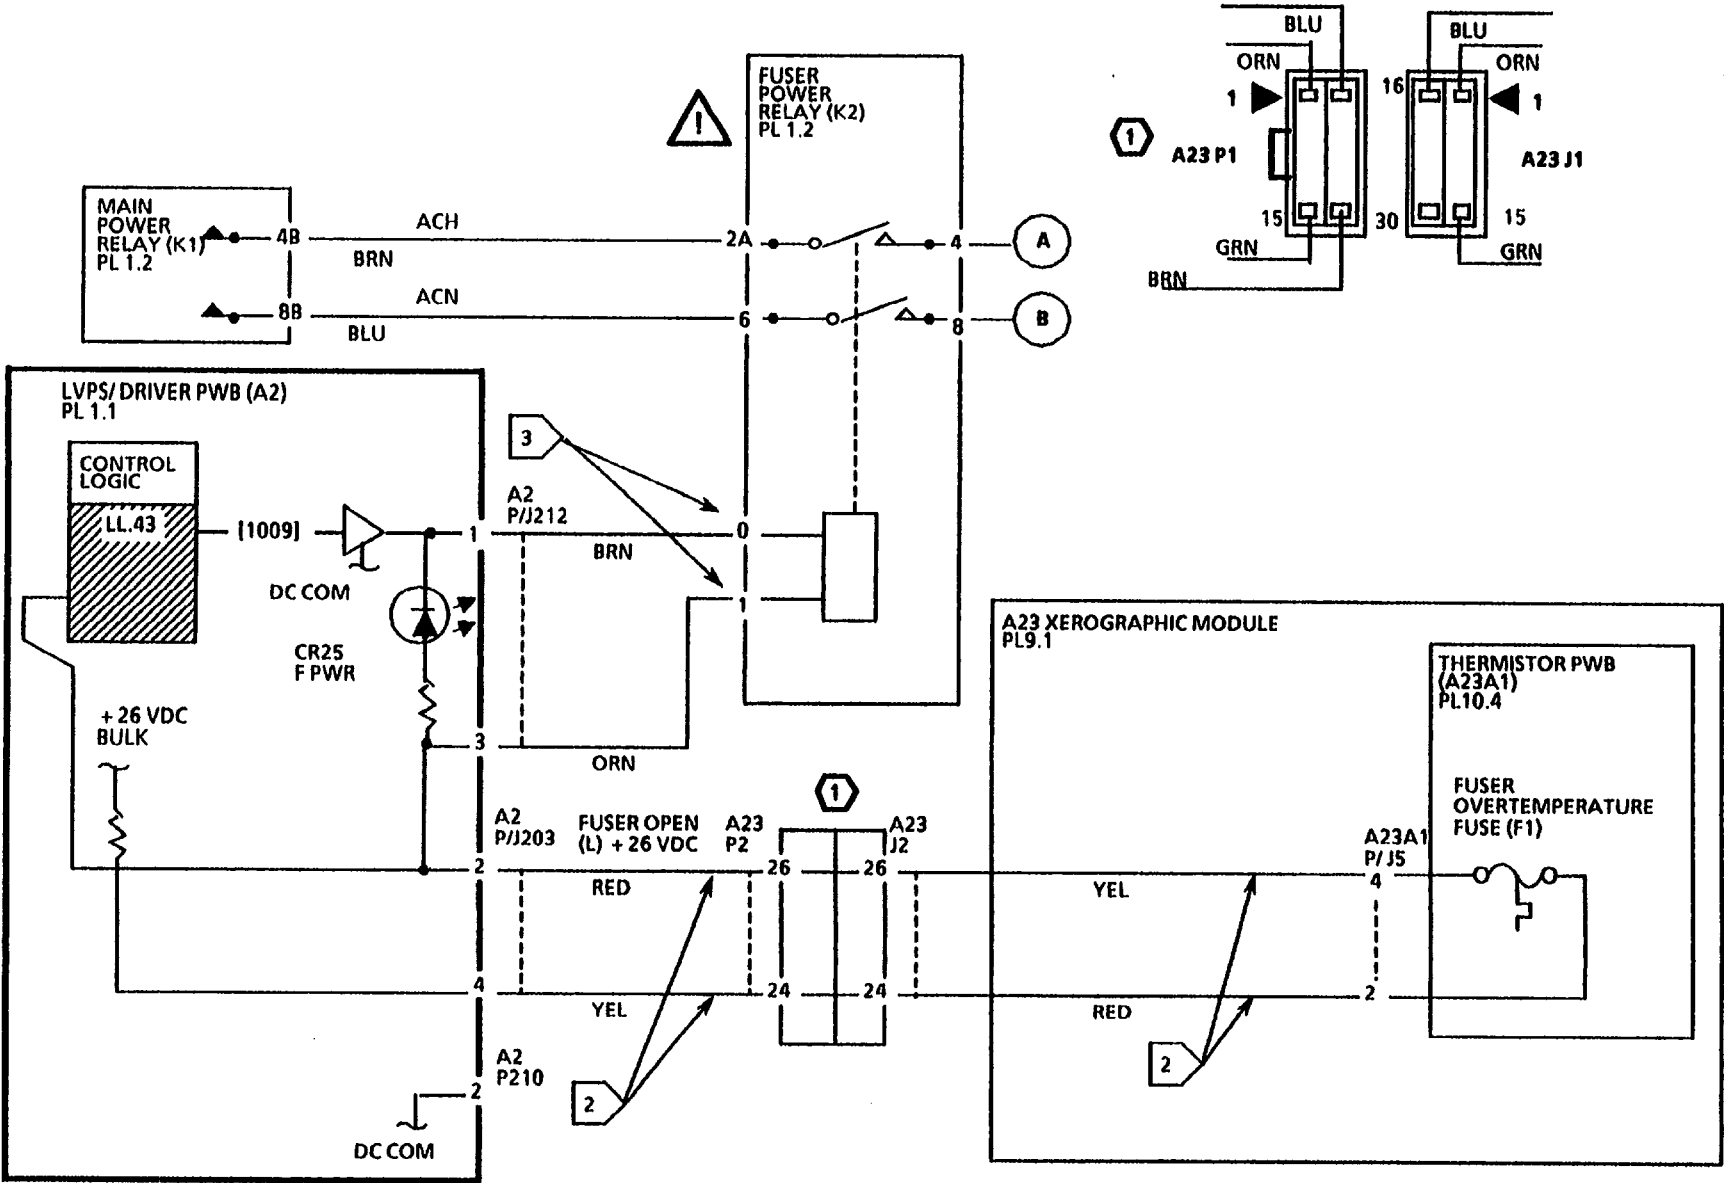 FUSER
POWER
RELAY (K2)
PL 1.2
!
BLU
ORN
1
A23 P1
15
GRN
BRN
1
30
16
BLU
ORN
1
A23 J1
15
GRN
MAIN
POWER
RELAY (K1)
PL 1.2
4B
ACH
BRN
2A
4
A
8B
ACN
BLU
6
8
B
LVPS/ DRIVER PWB (A2)
PL 1.1
CONTROL
LOGIC
LL.43
[1009]
DC COM
1
A2
P/J212
BRN
0
3
1
CR25
F PWR
3
ORN
+ 26 VDC
BULK
A2
P/J203
2
FUSER OPEN
(L) + 26 VDC
RED
A23
P2
26
1
A23
J2
26
4
YEL
24
24
2
A2
P210
2
DC COM
A23 XEROGRAPHIC MODULE
PL9.1
THERMISTOR PWB
(A23A1)
PL10.4
FUSER
OVERTEMPERATURE
FUSE (F1)
A23A1
P/ J5
4
YEL
2
RED
2